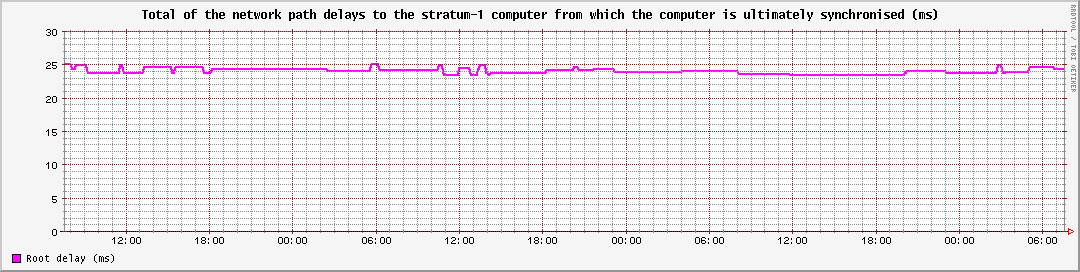 Total of the network path delays to the stratum-1 computer from which the computer is ultimately synchronised (ms)
RRDTOOL / TOBI OETIKER
30
25
20
15
10
5
0
12:00 18:00 00:00 06:00 12:00 18:00 00:00 06:00 12:00 18:00 00:00 06:00
Root delay (ms)